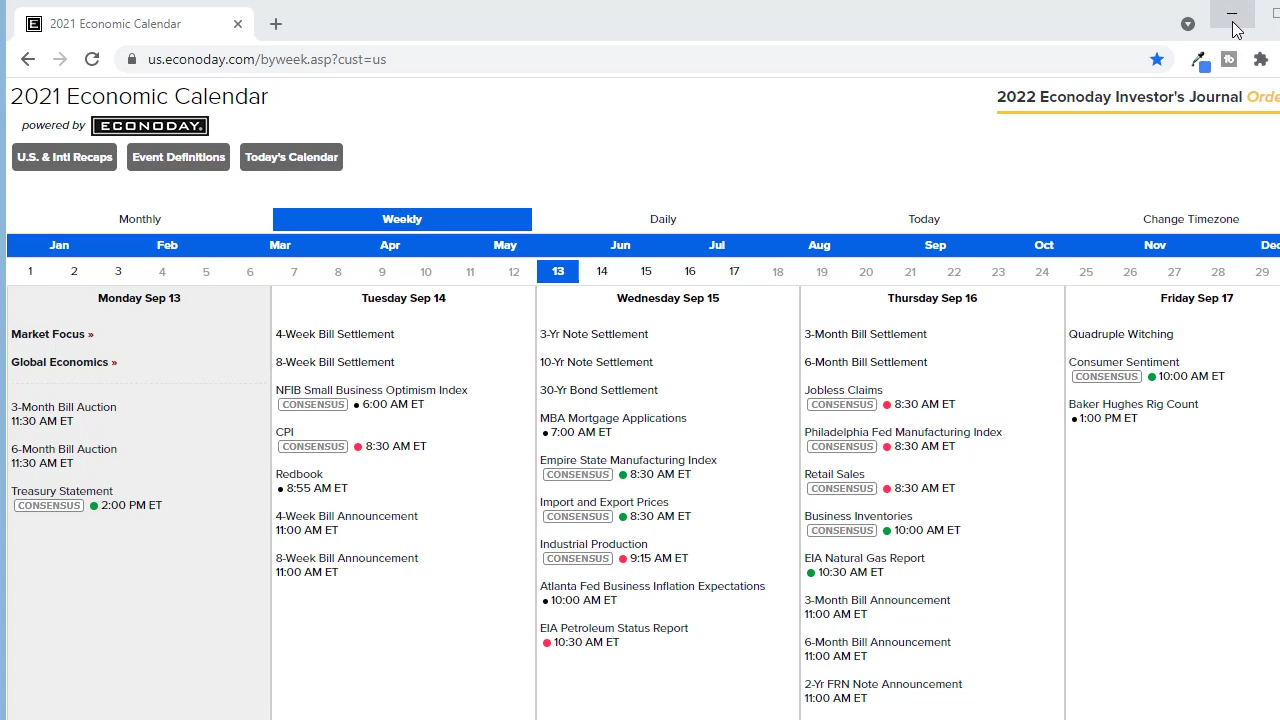 2021 Economic Calendar
us.econoday.com/byweek.asp?cust=us
2021 Economic Calendar
powered by ECONODAY.
2022 Econoday Investor's Journal Orde
U.S. & Intl Recaps Event Definitions Today's Calendar
Monthly Weekly Daily Today Change Timezone
Jan Feb Mar Apr May Jun Jul Aug Sep Oct Nov Dec
1 2 3 4 5 6 7 8 9 10 11 12 13 14 15 16 17 18 19 20 21 22 23 24 25 26 27 28 29
Monday Sep 13
Market Focus »
Global Economics »
3-Month Bill Auction
11:30 AM ET
6-Month Bill Auction
11:30 AM ET
Treasury Statement
CONSENSUS 2:00 PM ET
Tuesday Sep 14
4-Week Bill Settlement
8-Week Bill Settlement
NFIB Small Business Optimism Index
CONSENSUS 6:00 AM ET
CPI
CONSENSUS 8:30 AM ET
Redbook
8:55 AM ET
4-Week Bill Announcement
11:00 AM ET
8-Week Bill Announcement
11:00 AM ET
Wednesday Sep 15
3-Yr Note Settlement
10-Yr Note Settlement
30-Yr Bond Settlement
MBA Mortgage Applications
7:00 AM ET
Empire State Manufacturing Index
CONSENSUS 8:30 AM ET
Import and Export Prices
CONSENSUS 8:30 AM ET
Industrial Production
CONSENSUS 9:15 AM ET
Atlanta Fed Business Inflation Expectations
10:00 AM ET
EIA Petroleum Status Report
10:30 AM ET
Thursday Sep 16
3-Month Bill Settlement
6-Month Bill Settlement
Jobless Claims
CONSENSUS 8:30 AM ET
Philadelphia Fed Manufacturing Index
CONSENSUS 8:30 AM ET
Retail Sales
CONSENSUS 8:30 AM ET
Business Inventories
CONSENSUS 10:00 AM ET
EIA Natural Gas Report
10:30 AM ET
3-Month Bill Announcement
11:00 AM ET
6-Month Bill Announcement
11:00 AM ET
2-Yr FRN Note Announcement
11:00 AM ET
Friday Sep 17
Quadruple Witching
Consumer Sentiment
CONSENSUS 10:00 AM ET
Baker Hughes Rig Count
1:00 PM ET